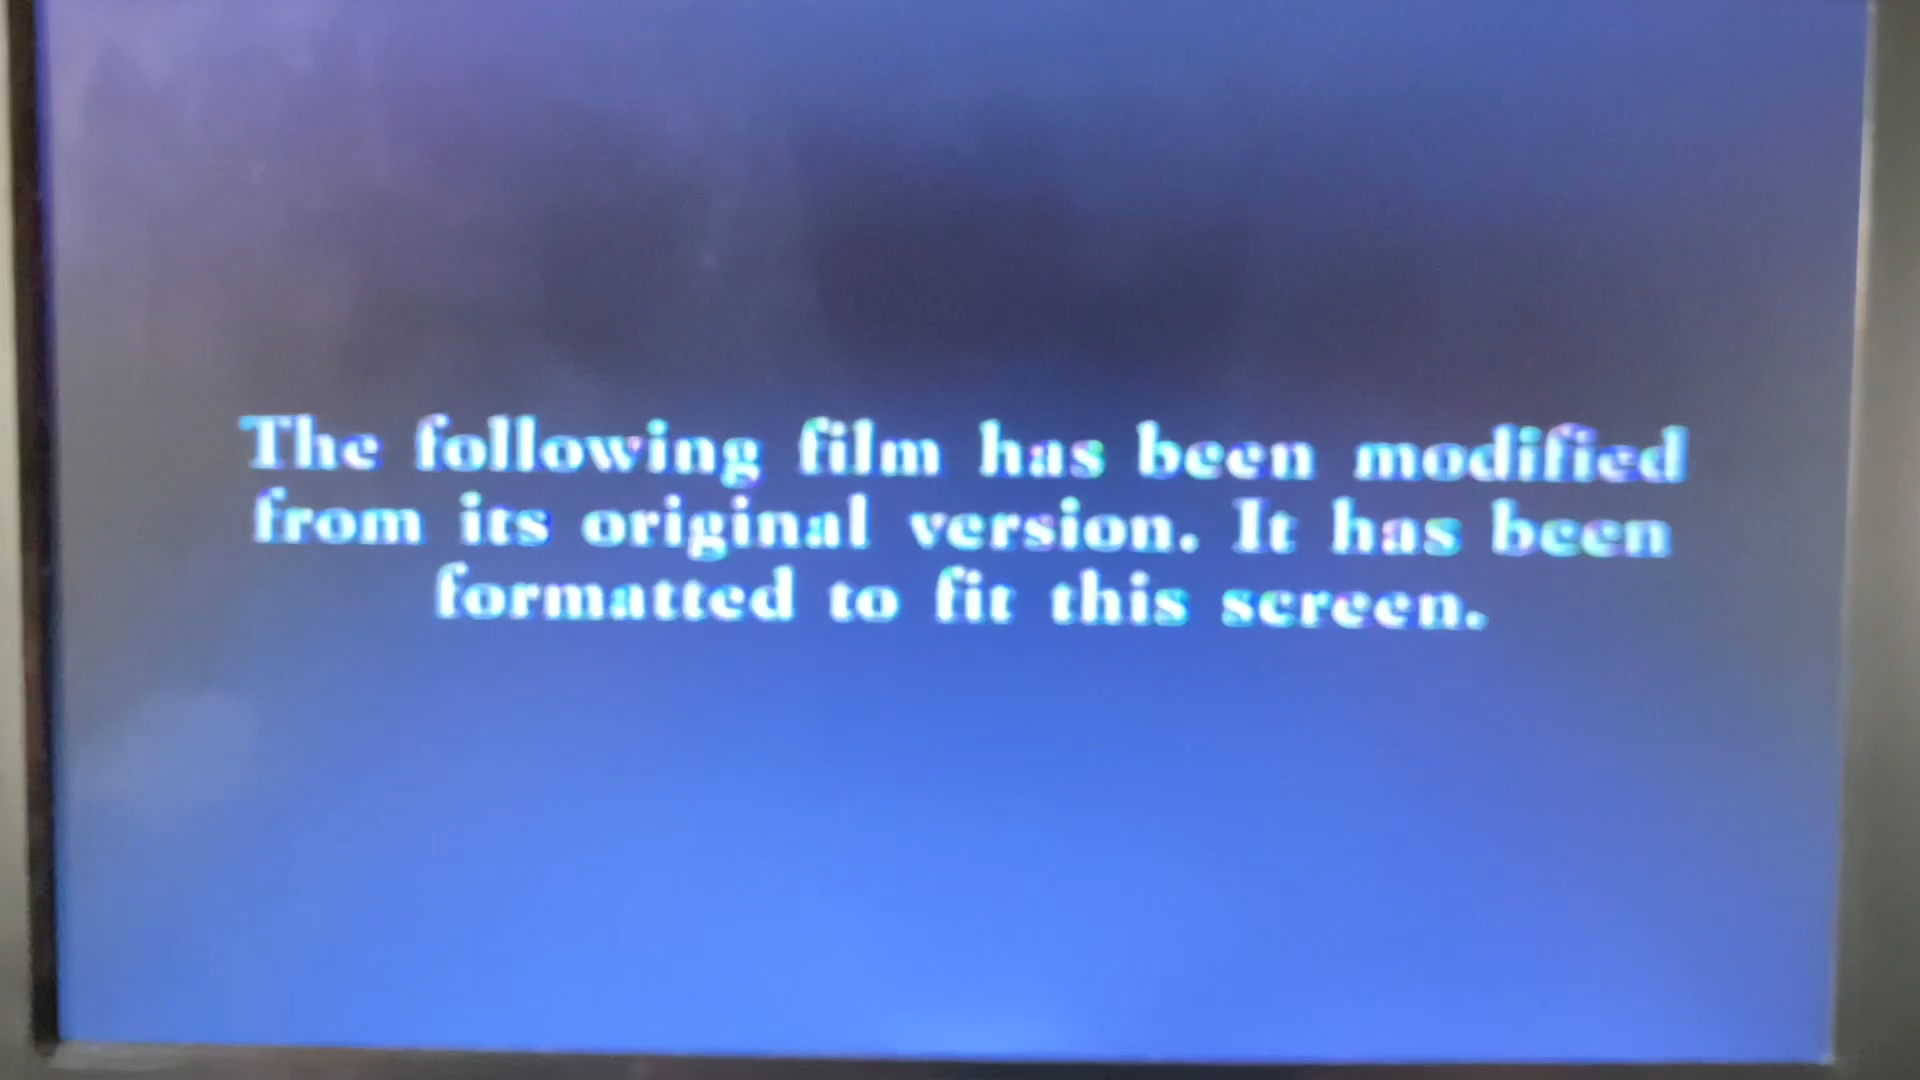 The following film has been modified
from its original version. It has been
formatted to fit this screen.